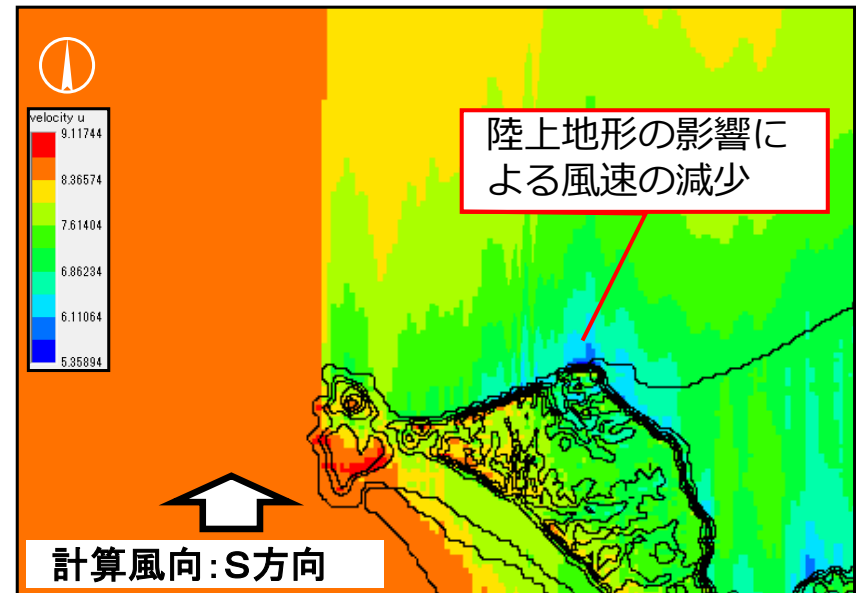 velocity u
9.11744
8.36574
7.61404
6.86234
6.11064
5.35894
陸上地形の影響に
よる風速の減少
計算風向:S方向